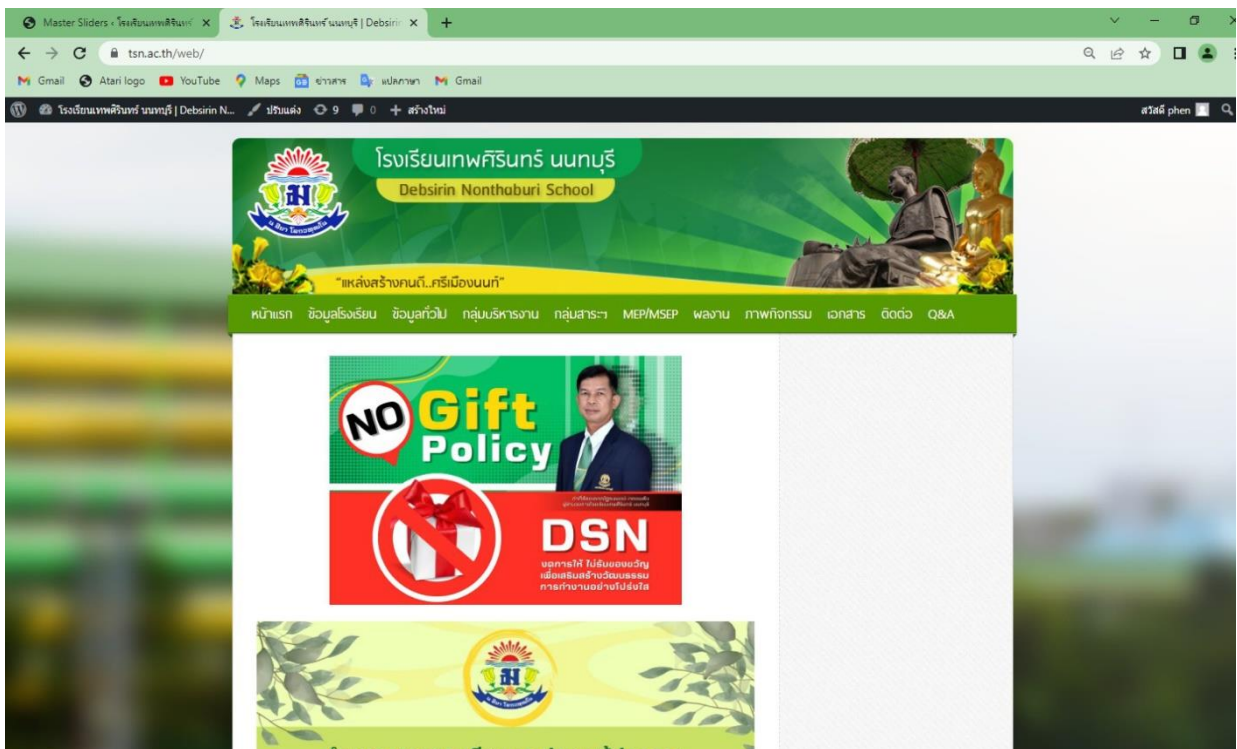 Master Sliders ‹ โรงเรียนเทพศิรินทร์
โรงเรียนเทพศิรินทร์ นนทบุรี | Debsirin
tsn.ac.th/web/
Gmail Atari logo YouTube Maps ข่าวสาร แปลภาษา Gmail
โรงเรียนเทพศิรินทร์ นนทบุรี | Debsirin N... ปรับแต่ง 9 0 + สร้างใหม่ สวัสดี phen
โรงเรียนเทพศิรินทร์ นนทบุรี
Debsirin Nonthaburi School
น สิยา โลกวฑฺฒโน
"แหล่งสร้างคนดี..ศรีเมืองนนท์"
หน้าแรก ข้อมูลโรงเรียน ข้อมูลทั่วไป กลุ่มบริหารงาน กลุ่มสาระฯ MEP/MSEP ผลงาน ภาพกิจกรรม เอกสาร ติดต่อ Q&A
NO Gift
Policy
DSN
งดการให้ ไม่รับของขวัญ
เพื่อเสริมสร้างวัฒนธรรม
การทำงานอย่างโปร่งใส